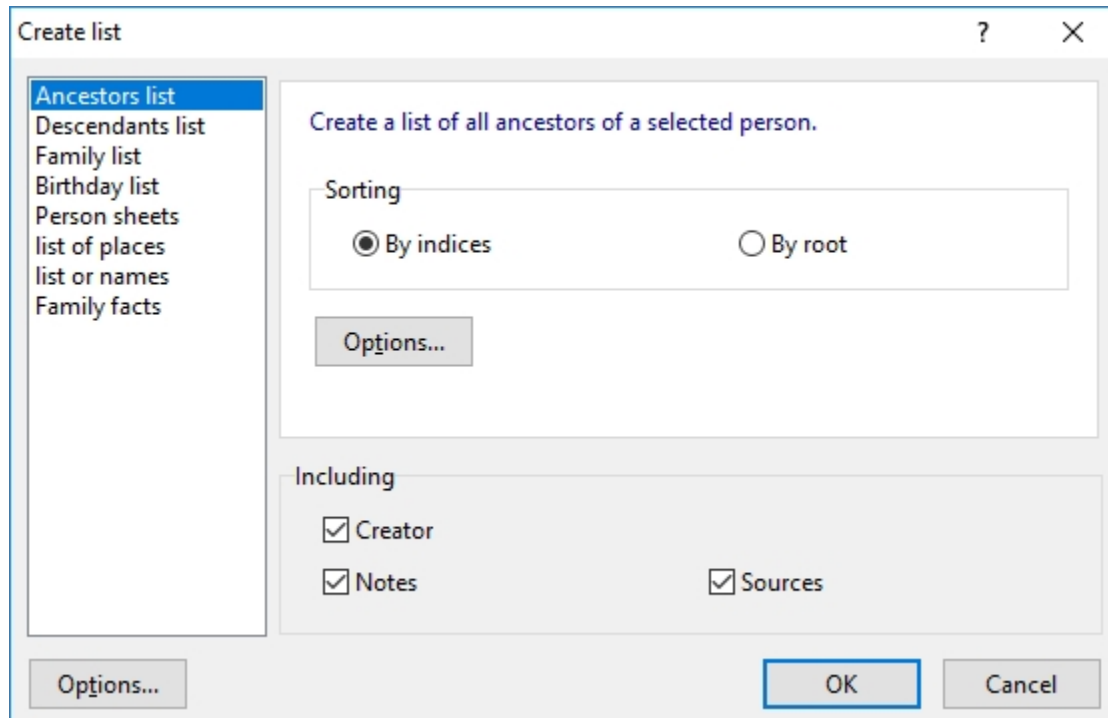 Create list ?
Ancestors list
Descendants list
Family list
Birthday list
Person sheets
list of places
list or names
Family facts
Create a list of all ancestors of a selected person.
Sorting
By indices By root
Options...
Including
Creator
Notes Sources
Options... OK Cancel